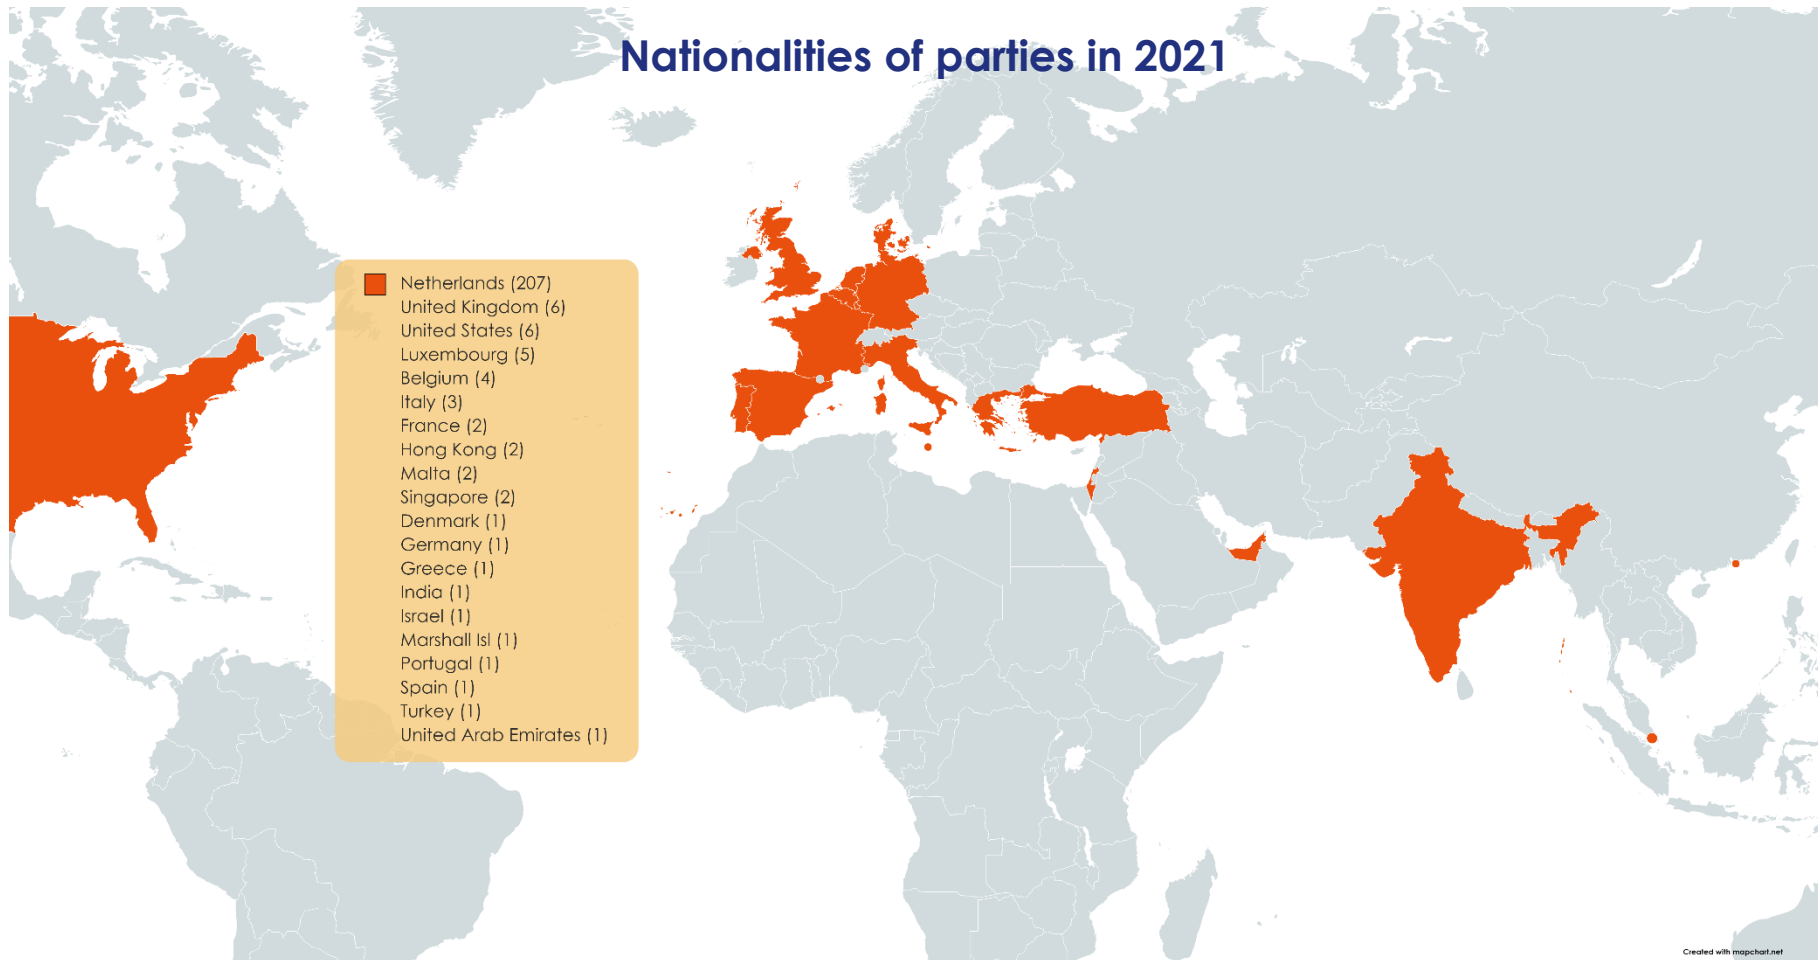 Nationalities of parties in 2021
Netherlands (207)
United Kingdom (6)
United States (6)
Luxembourg (5)
Belgium (4)
Italy (3)
France (2)
Hong Kong (2)
Malta (2)
Singapore (2)
Denmark (1)
Germany (1)
Greece (1)
India (1)
Israel (1)
Marshall Isl (1)
Portugal (1)
Spain (1)
Turkey (1)
United Arab Emirates (1)
Created with mapchart.net